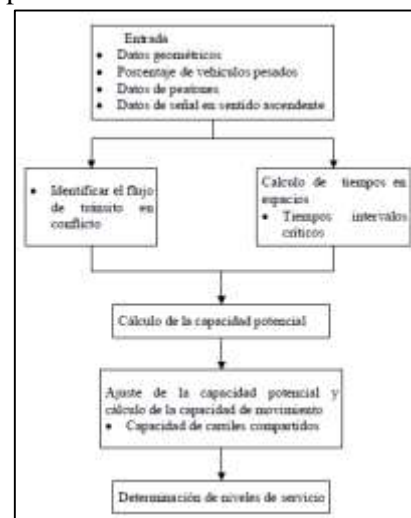 Entrada
• Datos geométricos
• Porcentaje de vehículos pesados
• Datos de peatones
• Datos de señal en sentido ascendente
• Identificar el flujo
de tránsito en
conflicto
Calculo de tiempos en
espacios
• Tiempos intervalos
críticos
Cálculo de la capacidad potencial
Ajuste de la capacidad potencial y
cálculo de la capacidad de movimiento
• Capacidad de carriles compartidos
Determinación de niveles de servicio